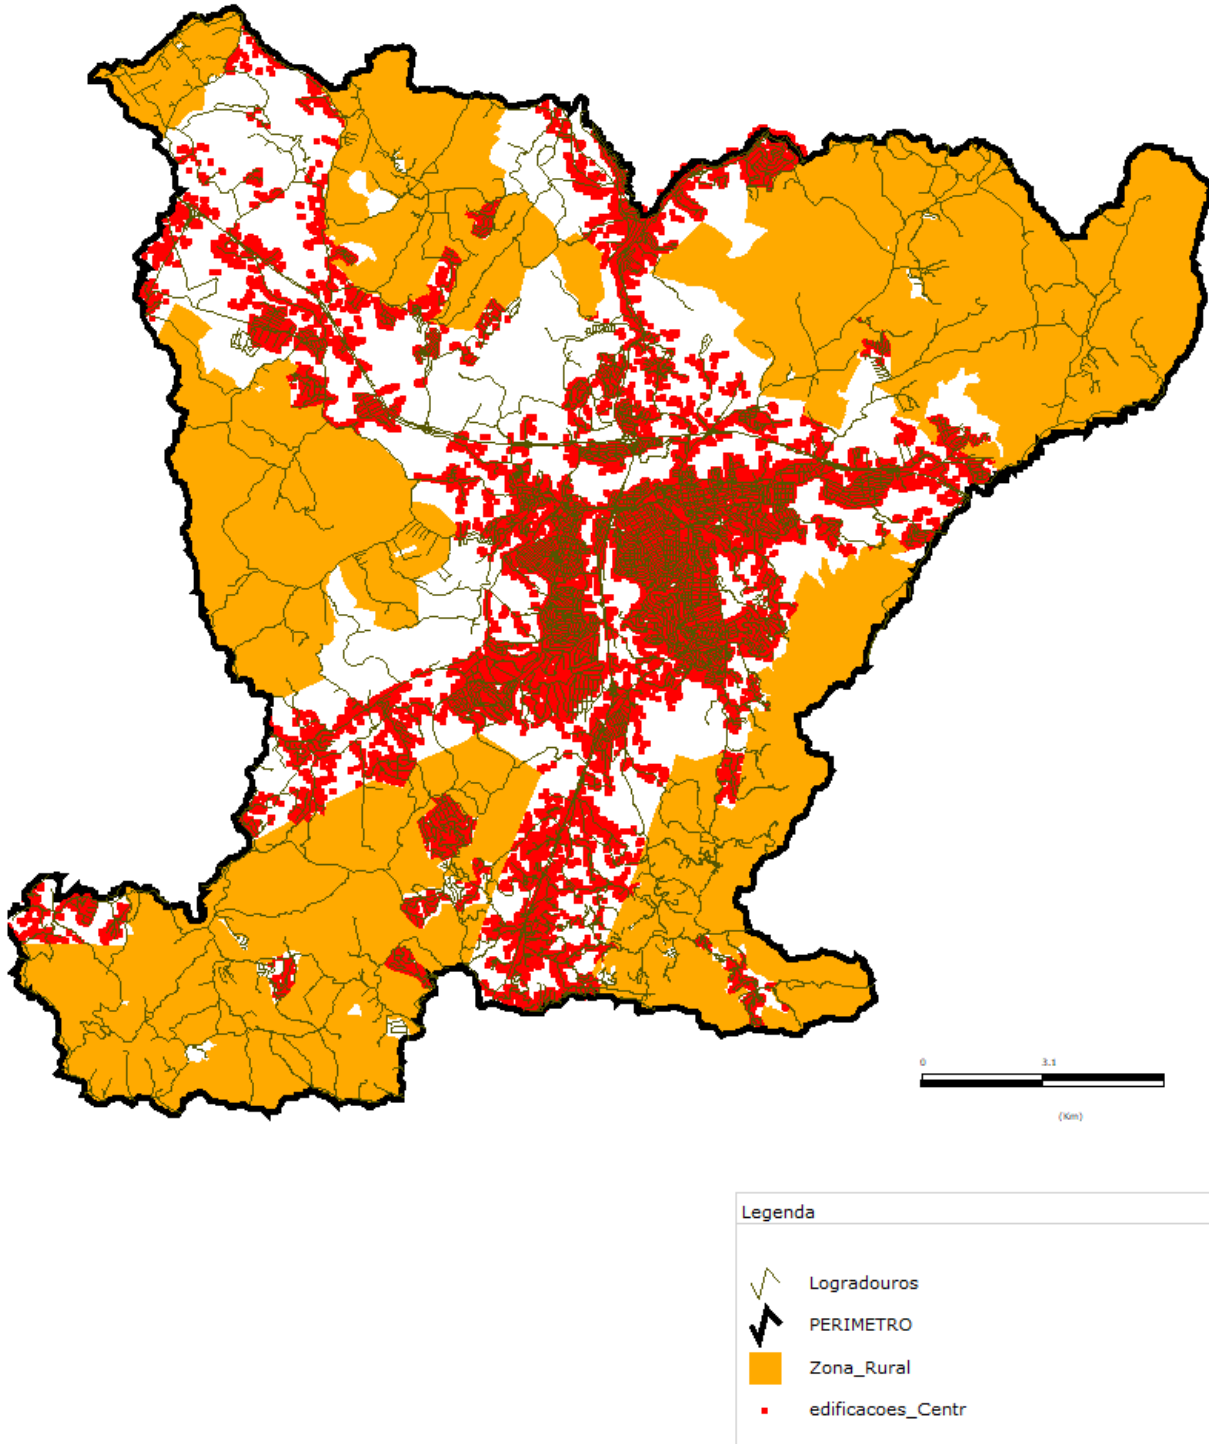 0 3.1
(Km)
Legenda
Logradouros
PERIMETRO
Zona_Rural
edificacoes_Centr